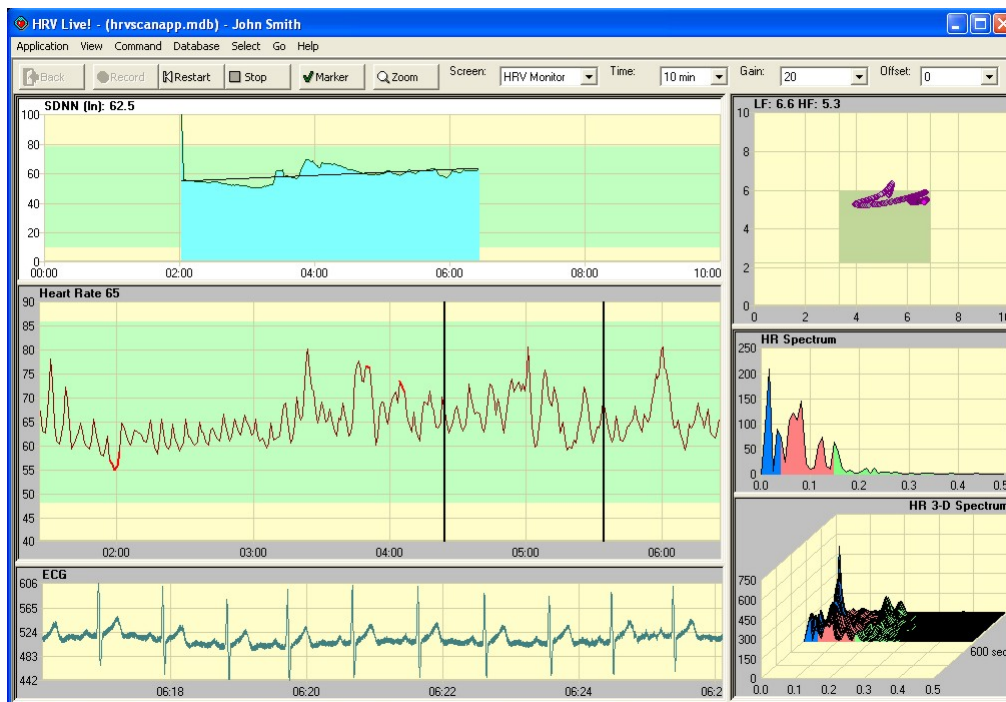 HRV Live! - (hrvscanapp.mdb) - John Smith
Application View Command Database Select Go Help
Back Record Restart Stop Marker Zoom Screen: HRV Monitor Time: 10 min Gain: 20 Offset: 0
SDNN (ln): 62.5
100
80
60
40
20
0
00:00 02:00 04:00 06:00 08:00 10:00
Heart Rate 65
90
85
80
75
70
65
60
55
50
45
40
02:00 03:00 04:00 05:00 06:00
ECG
606
565
524
483
442
06:18 06:20 06:22 06:24 06:2
LF: 6.6 HF: 5.3
10
8
6
4
2
0
0 2 4 6 8 10
HR Spectrum
250
200
150
100
50
0
0.0 0.1 0.2 0.3 0.4 0.5
HR 3-D Spectrum
750
600
450
300
150
0
600 sec
0.0 0.1 0.2 0.3 0.4 0.5